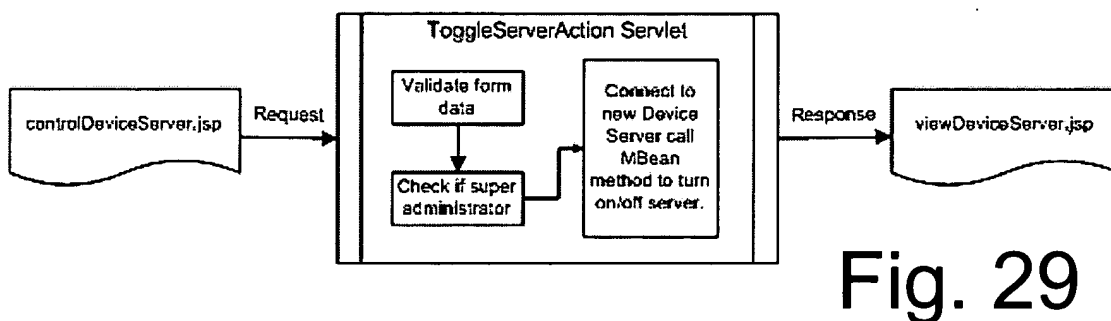 ToggleServerAction Servlet
controlDeviceServer.jsp
Request
Validate form
data
Check if super
administrator
Connect to
new Device
Server call
MBean
method to turn
on/off server.
Response
viewDeviceServer.jsp
Fig. 29